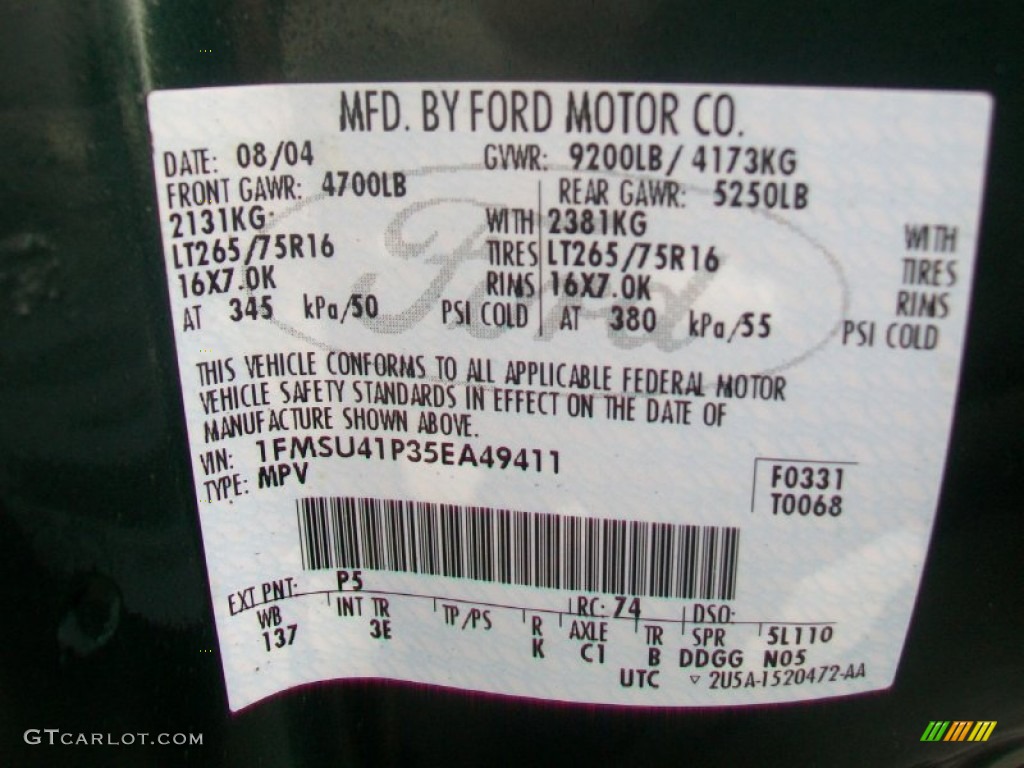 MFD. BY FORD MOTOR CO.
DATE: 08/04 GVWR: 9200LB/ 4173KG
FRONT GAWR: 4700LB REAR GAWR: 5250LB
2131KG WITH 2381KG WITH
LT265/75R16 TIRES LT265/75R16 TIRES
16X7.0K RIMS 16X7.0K RIMS
AT 345 kPa/50 PSI COLD AT 380 kPa/55 PSI COLD
Ford
THIS VEHICLE CONFORMS TO ALL APPLICABLE FEDERAL MOTOR
VEHICLE SAFETY STANDARDS IN EFFECT ON THE DATE OF
MANUFACTURE SHOWN ABOVE.
VIN: 1FMSU41P35EA49411
TYPE: MPV
F0331
T0068
EXT PNT: P5 RC: 74 DSO:
WB INT TR TP/PS R AXLE TR SPR 5L110
137 3E K C1 B DDGG N05
UTC ▽ 2U5A-1520472-AA
GTCARLOT.COM